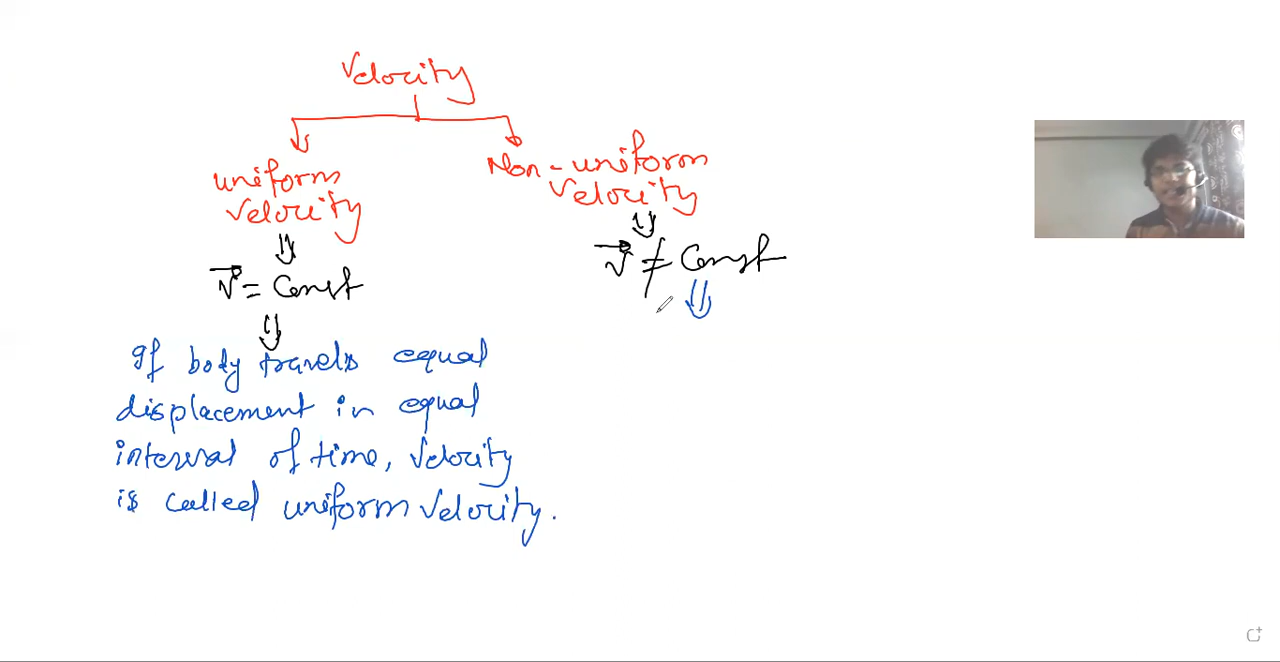 Velocity
uniform
velocity
Non-uniform
velocity
v = Const
v ≠ Const
If body travels equal
displacement in equal
interval of time, velocity
is called uniform velocity.